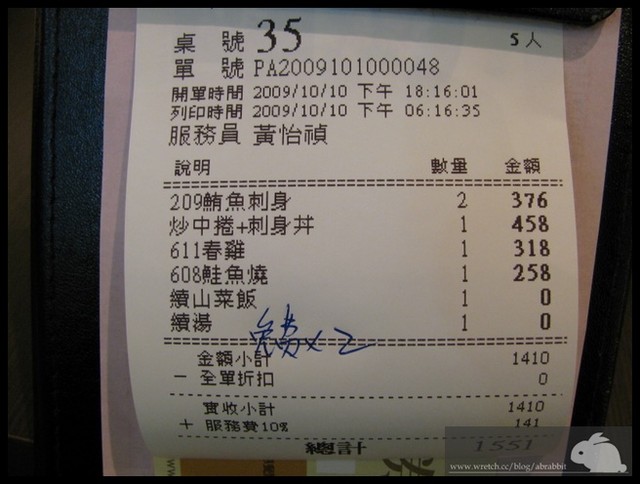 桌 號 35 5人
單 號 PA2009101000048
開單時間 2009/10/10 下午 18:16:01
列印時間 2009/10/10 下午 06:16:35
服務員 黃怡禎
說明 數量 金額
209鮪魚刺身 2 376
炒中捲+刺身丼 1 458
611春雞 1 318
608鮭魚燒 1 258
續山菜飯 1 0
續湯 1 0
免費x2
金額小計 1410
- 全單折扣 0
實收小計 1410
+ 服務費10% 141
總計 1551
www.wretch.cc/blog/abrabbit